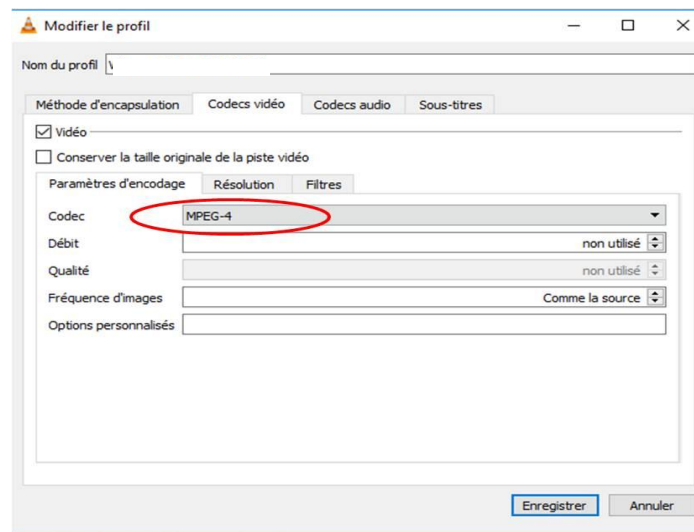 Modifier le profil
Nom du profil
Méthode d'encapsulation Codecs vidéo Codecs audio Sous-titres
Vidéo
Conserver la taille originale de la piste vidéo
Paramètres d'encodage Résolution Filtres
Codec MPEG-4
Débit non utilisé
Qualité non utilisé
Fréquence d'images Comme la source
Options personnalisés
Enregistrer Annuler